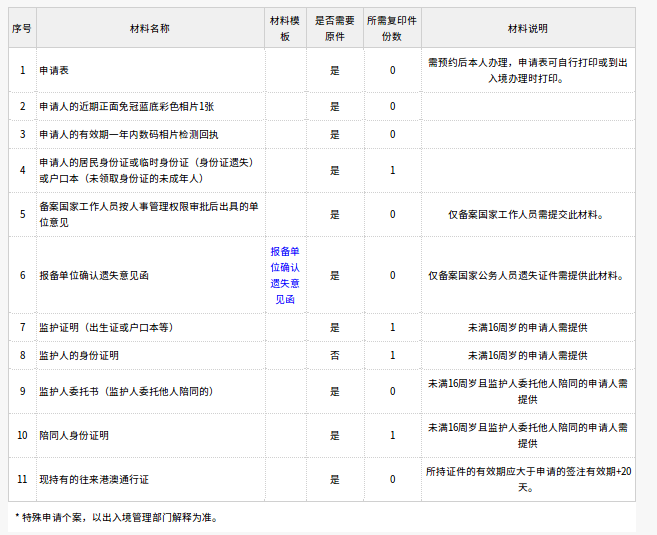 序号 材料名称 材料模板 是否需要原件 所需复印件份数 材料说明
1 申请表 是 0 需预约后本人办理，申请表可自行打印或到出入境办理时打印。
2 申请人的近期正面免冠蓝底彩色相片1张 是 0
3 申请人的有效期一年内数码相片检测回执 是 0
4 申请人的居民身份证或临时身份证（身份证遗失）或户口本（未领取身份证的未成年人） 是 1
5 备案国家工作人员按人事管理权限审批后出具的单位意见 是 0 仅备案国家工作人员需提交此材料。
6 报备单位确认遗失意见函 报备单位确认遗失意见函 是 0 仅备案国家公务人员遗失证件需提供此材料。
7 监护证明（出生证或户口本等） 是 1 未满16周岁的申请人需提供
8 监护人的身份证明 否 1 未满16周岁的申请人需提供
9 监护人委托书（监护人委托他人陪同的） 是 0 未满16周岁且监护人委托他人陪同的申请人需提供
10 陪同人身份证明 是 1 未满16周岁且监护人委托他人陪同的申请人需提供
11 现持有的往来港澳通行证 是 0 所持证件的有效期应大于申请的签注有效期+20天。
* 特殊申请个案，以出入境管理部门解释为准。